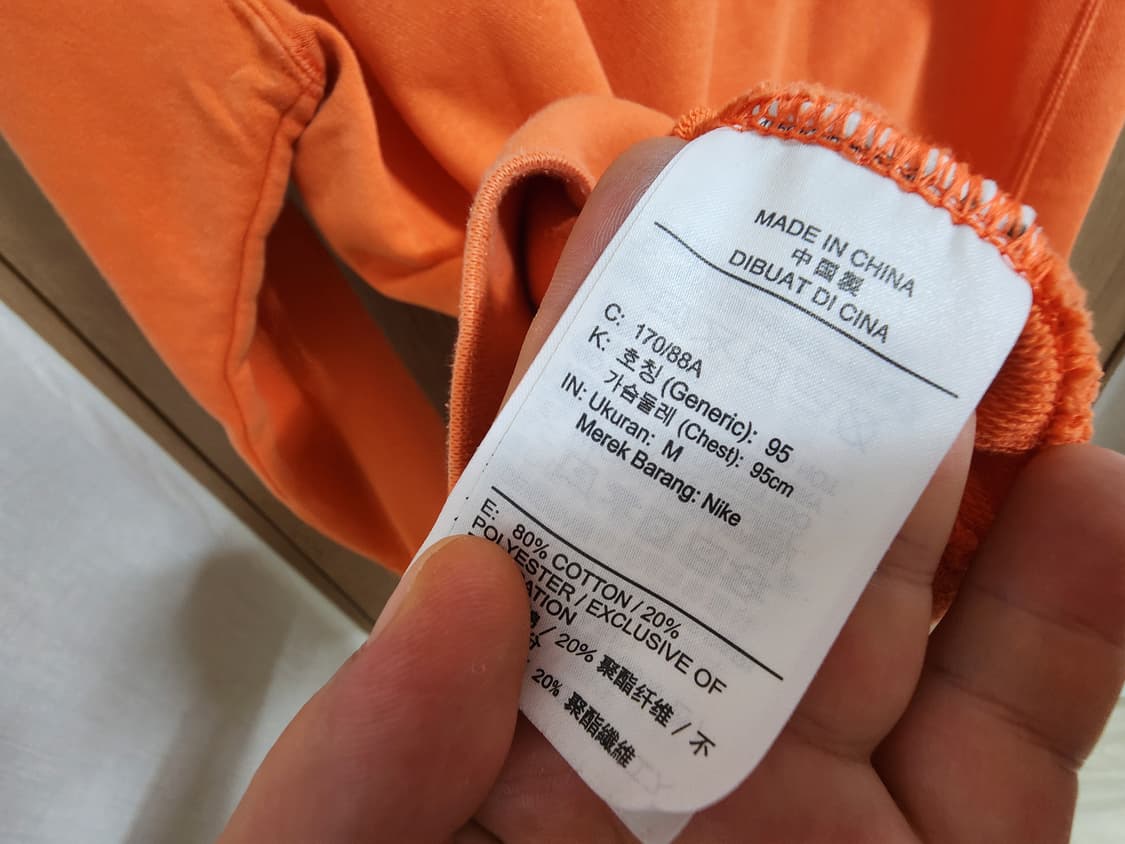 MADE IN CHINA
中国製
DIBUAT DI CINA
C: 170/88A
K: 호칭 (Generic): 95
가슴둘레 (Chest): 95cm
IN: Ukuran: M
Merek Barang: Nike
E: 80% COTTON / 20%
POLYESTER / EXCLUSIVE OF
/ 20% 聚酯纤维 / 不
20% 聚酯纖維